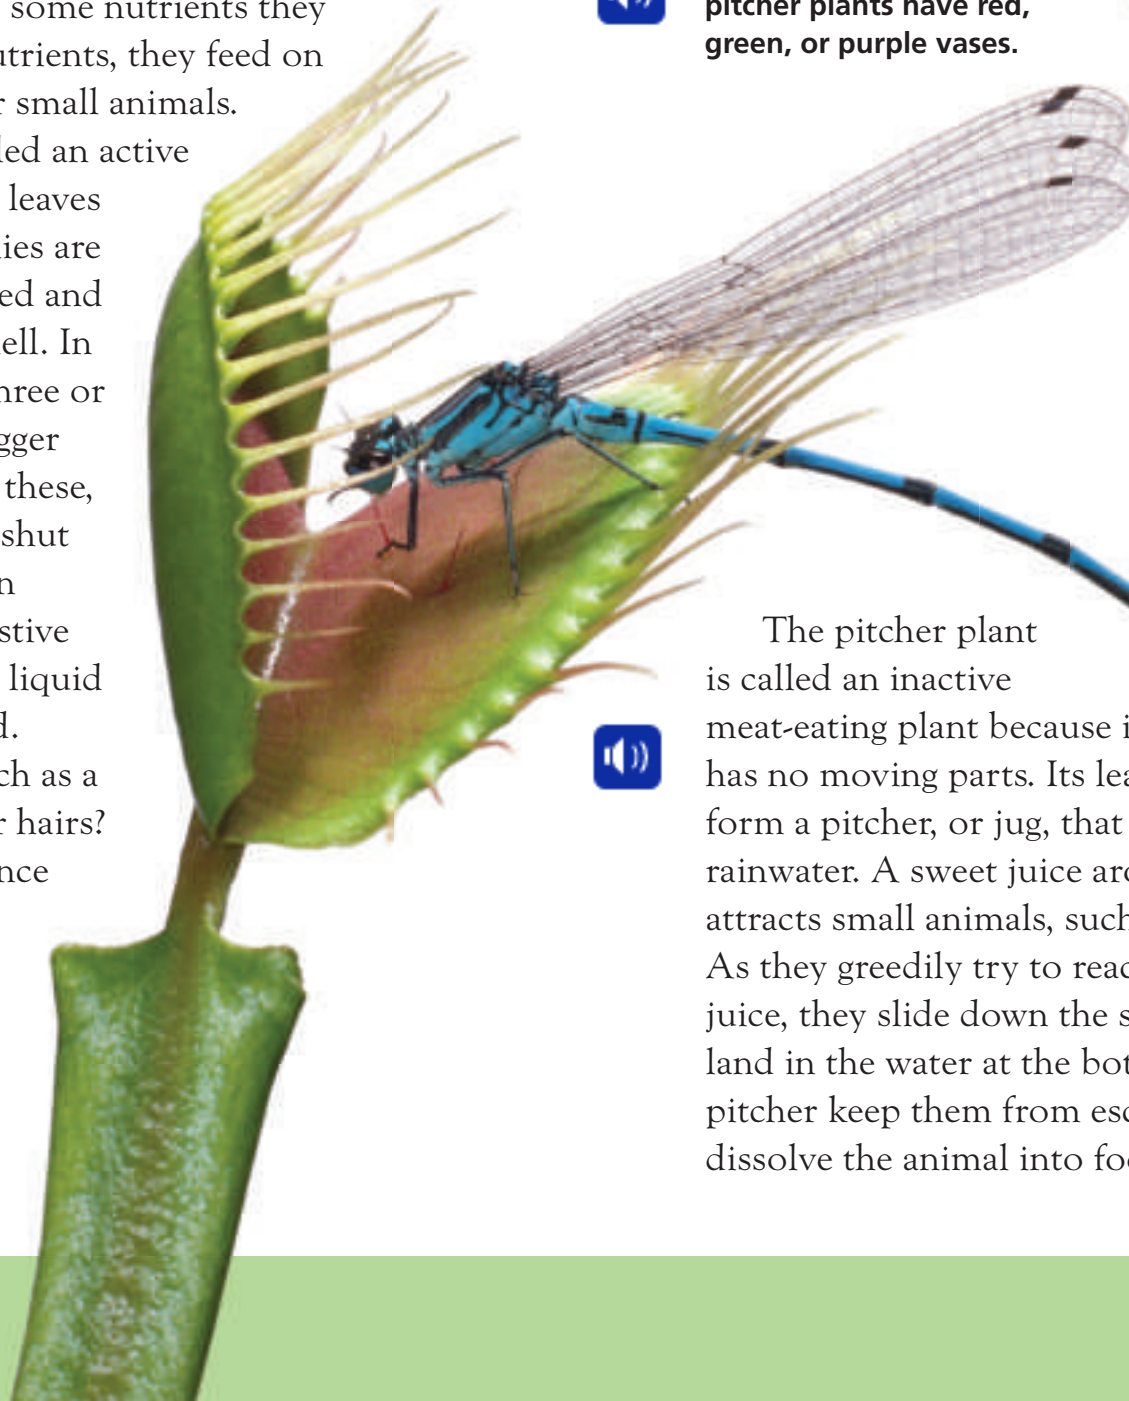 some nutrients they
utrients, they feed on
r small animals.
led an active
leaves
ies are
ed and
ell. In
hree or
gger
these,
shut
n
stive
liquid
d.
ch as a
r hairs?
nce
pitcher plants have red,
green, or purple vases.
The pitcher plant
is called an inactive
meat-eating plant because i
has no moving parts. Its lea
form a pitcher, or jug, that
rainwater. A sweet juice aro
attracts small animals, such
As they greedily try to reac
juice, they slide down the s
land in the water at the bot
pitcher keep them from esc
dissolve the animal into foo